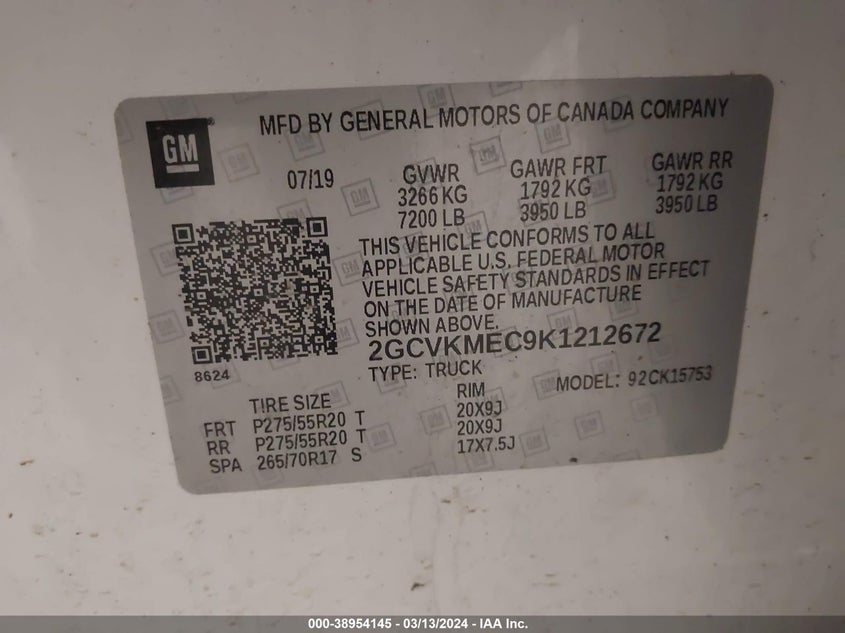 GM ®
MFD BY GENERAL MOTORS OF CANADA COMPANY
07/19 GVWR GAWR FRT GAWR RR
3266 KG 1792 KG 1792 KG
7200 LB 3950 LB 3950 LB
THIS VEHICLE CONFORMS TO ALL
APPLICABLE U.S. FEDERAL MOTOR
VEHICLE SAFETY STANDARDS IN EFFECT
ON THE DATE OF MANUFACTURE
SHOWN ABOVE.
2GCVKMEC9K1212672
8624
TYPE: TRUCK MODEL: 92CK15753
TIRE SIZE RIM
FRT P275/55R20 T 20X9J
RR P275/55R20 T 20X9J
SPA 265/70R17 S 17X7.5J
000-38954145 - 03/13/2024 - IAA Inc.